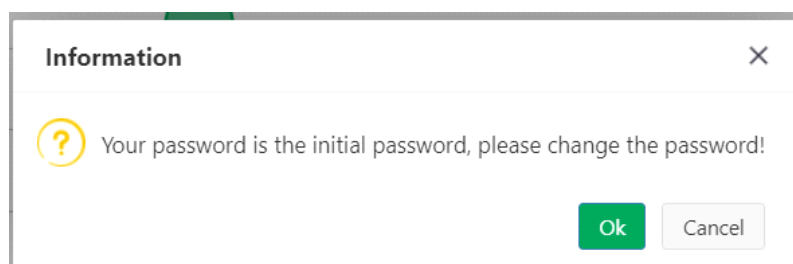 Information
Your password is the initial password, please change the password!
Ok
Cancel